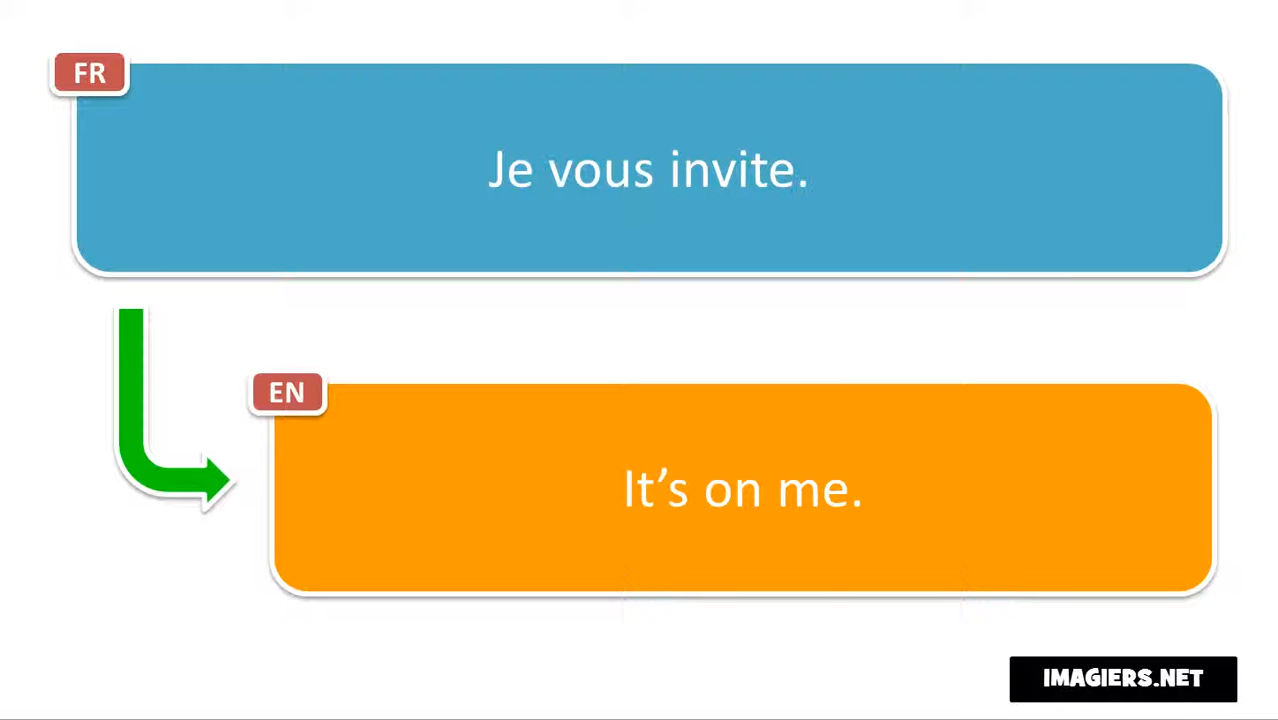 FR
Je vous invite.
EN
It’s on me.
IMAGIERS.NET